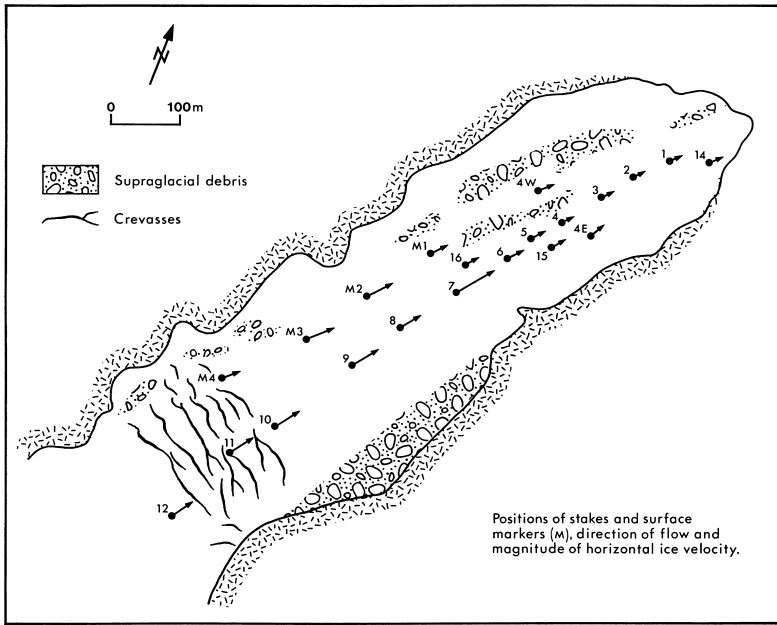 N
0 100m
Supraglacial debris
Crevasses
1
14
2
4W
3
4
4E
5
M1
15
16
6
7
M2
8
M3
9
M4
10
11
12
Positions of stakes and surface
markers (M), direction of flow and
magnitude of horizontal ice velocity.